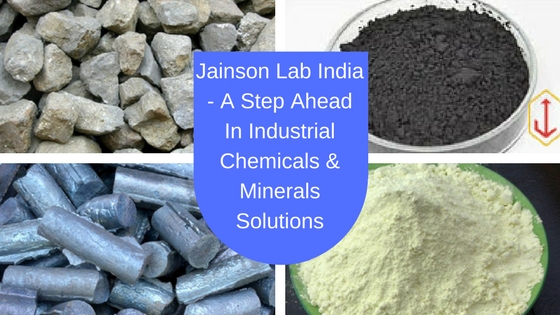 Jainson Lab India
- A Step Ahead
In Industrial
Chemicals &
Minerals
Solutions